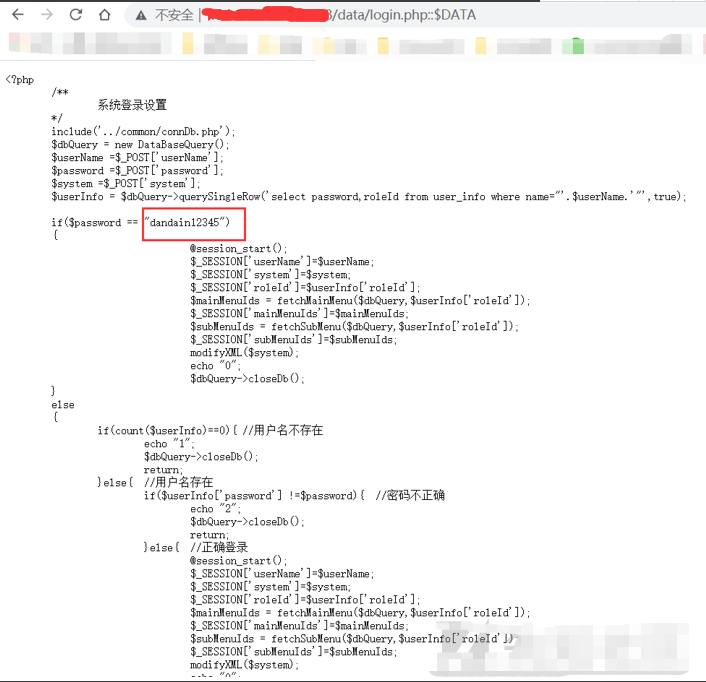 不安全
3/data/login.php::$DATA
<?php
/**
系统登录设置
*/
include('../common/connDb.php');
$dbQuery = new DataBaseQuery();
$userName =$_POST['userName'];
$password =$_POST['password'];
$system =$_POST['system'];
$userInfo = $dbQuery->querySingleRow('select password,roleId from user_info where name="'.$userName.'"',true);
if($password == "dandain12345")
{
@session_start();
$_SESSION['userName']=$userName;
$_SESSION['system']=$system;
$_SESSION['roleId']=$userInfo['roleId'];
$mainMenuIds = fetchMainMenu($dbQuery,$userInfo['roleId']);
$_SESSION['mainMenuIds']=$mainMenuIds;
$subMenuIds = fetchSubMenu($dbQuery,$userInfo['roleId']);
$_SESSION['subMenuIds']=$subMenuIds;
modifyXML($system);
echo "0";
$dbQuery->closeDb();
}
else
{
if(count($userInfo)==0){ //用户名不存在
echo "1";
$dbQuery->closeDb();
return;
}else{ //用户名存在
if($userInfo['password'] !=$password){ //密码不正确
echo "2";
$dbQuery->closeDb();
return;
}else{ //正确登录
@session_start();
$_SESSION['userName']=$userName;
$_SESSION['system']=$system;
$_SESSION['roleId']=$userInfo['roleId'];
$mainMenuIds = fetchMainMenu($dbQuery,$userInfo['roleId']);
$_SESSION['mainMenuIds']=$mainMenuIds;
$subMenuIds = fetchSubMenu($dbQuery,$userInfo['roleId'])
$_SESSION['subMenuIds']=$subMenuIds;
modifyXML($system);
echo "0";